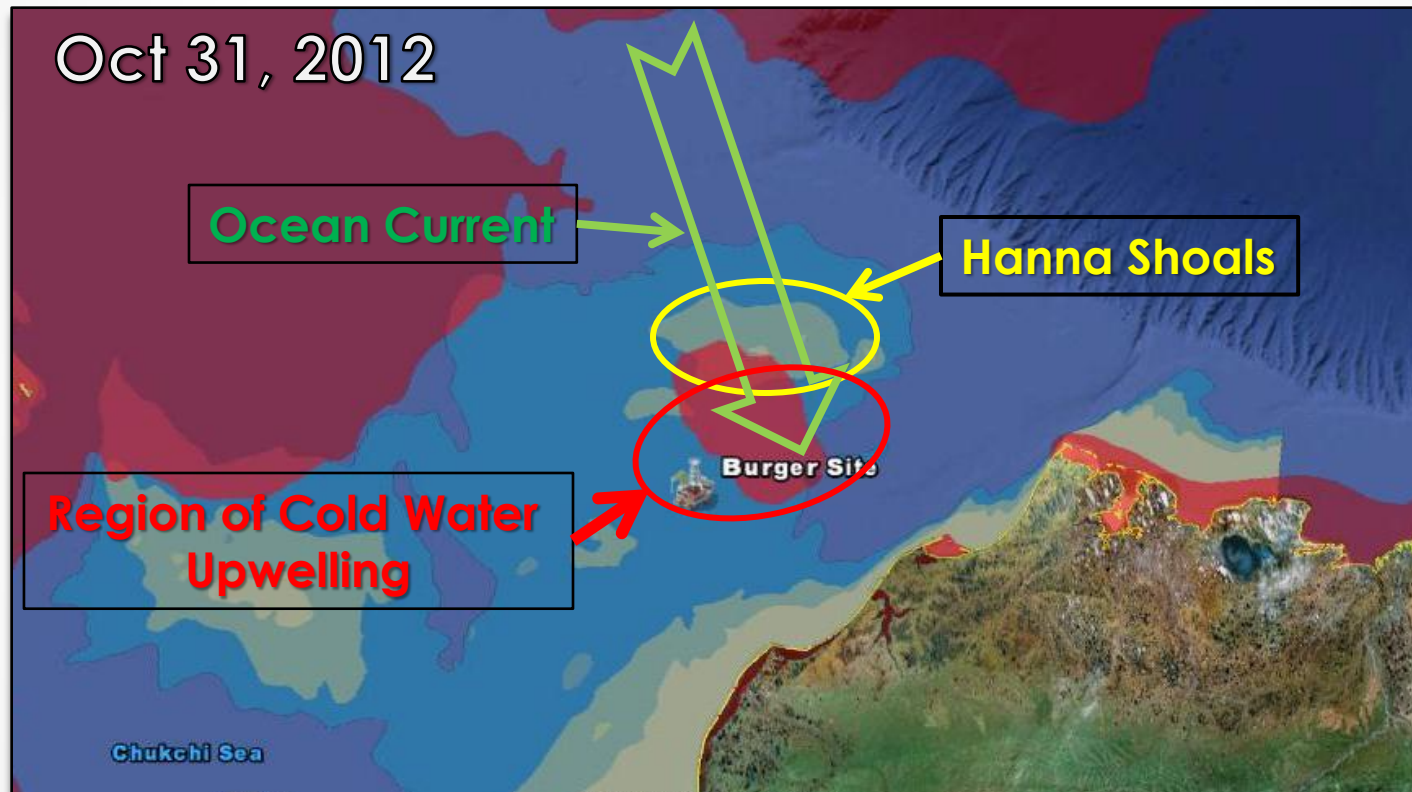 Oct 31, 2012
Ocean Current
Hanna Shoals
Burger Site
Region of Cold Water
Upwelling
Chukchi Sea